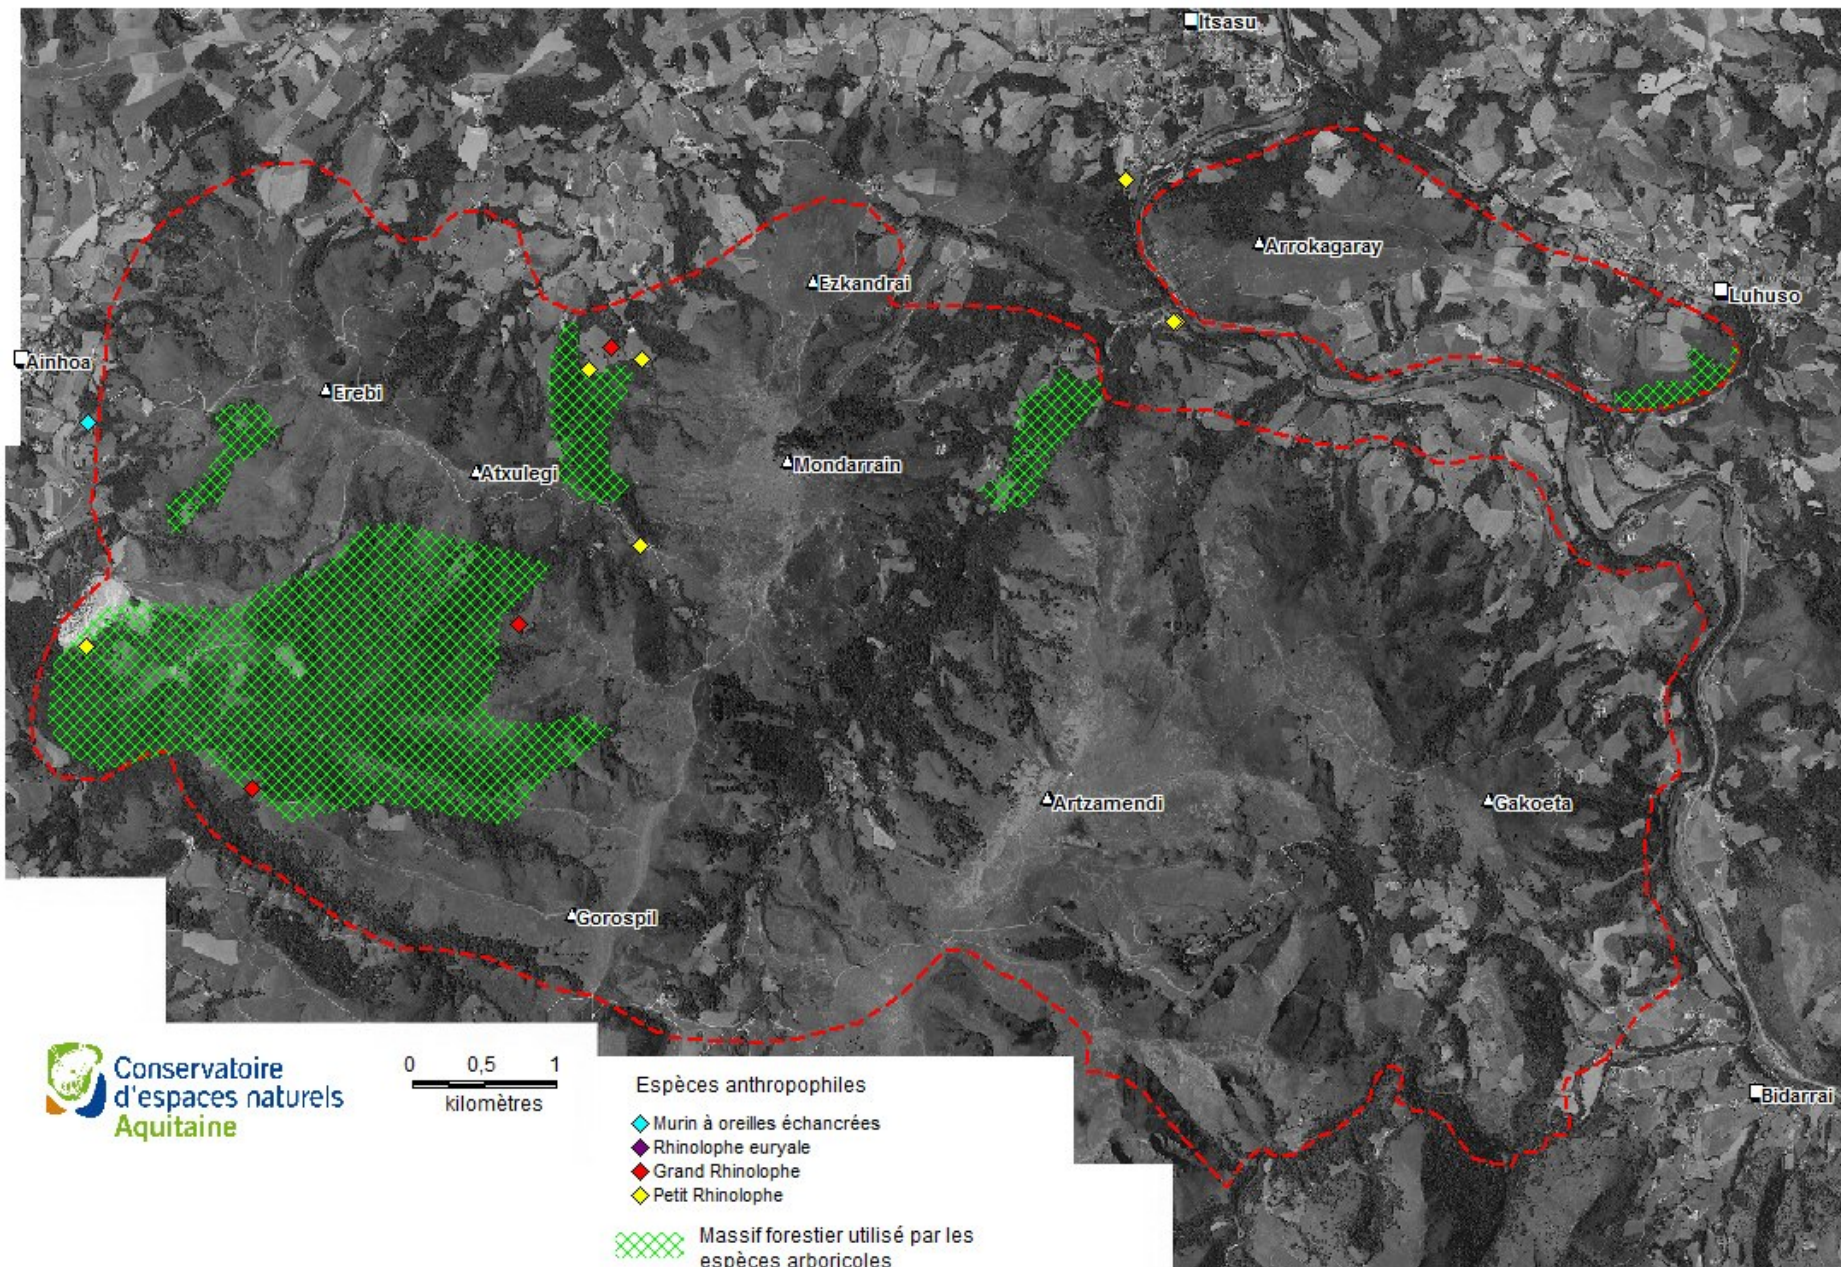 Itsasu
Arrokagaray
Ezkandrai
Luhuso
Ainhoa
Erebi
Atxulegi
Mondarrain
Artzamendi
Gakoeta
Gorospil
Bidarrai
Conservatoire
d'espaces naturels
Aquitaine
0 0,5 1
kilomètres
Espèces anthropophiles
Murin à oreilles échancrées
Rhinolophe euryale
Grand Rhinolophe
Petit Rhinolophe
Massif forestier utilisé par les
espèces arboricoles